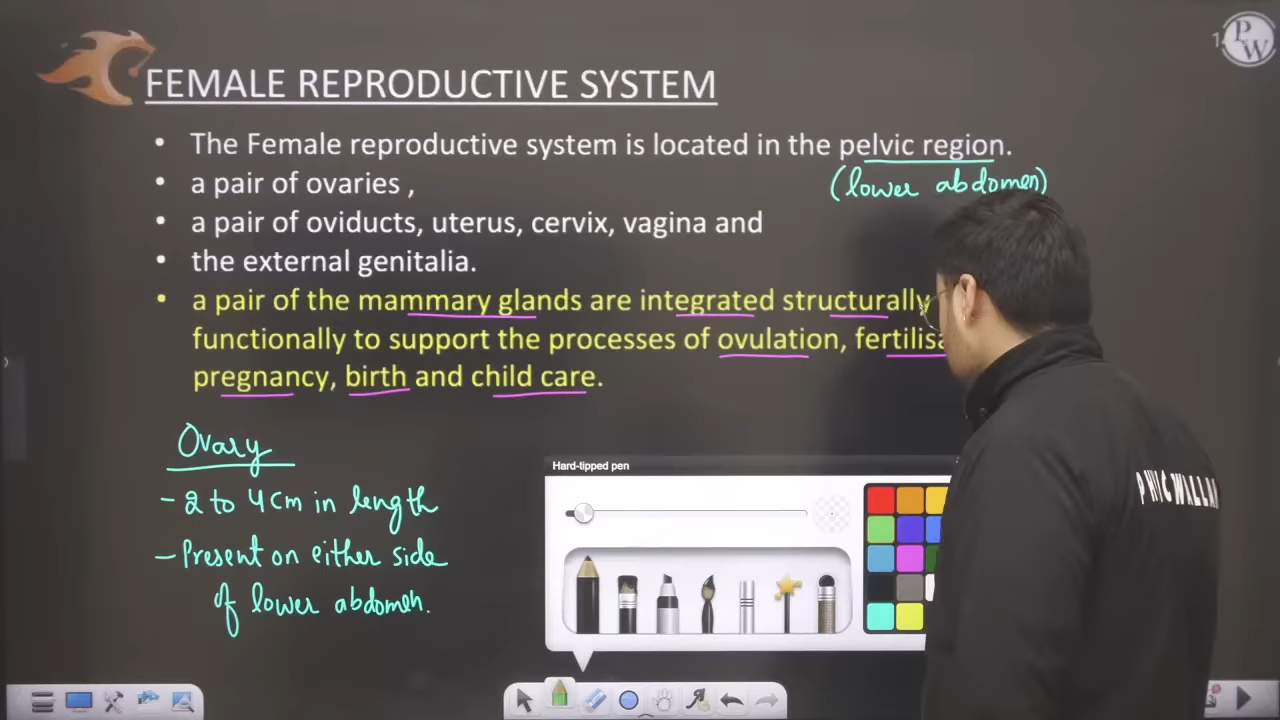 PW
FEMALE REPRODUCTIVE SYSTEM
• The Female reproductive system is located in the pelvic region.
(lower abdomen)
• a pair of ovaries ,
• a pair of oviducts, uterus, cervix, vagina and
• the external genitalia.
• a pair of the mammary glands are integrated structurally
functionally to support the processes of ovulation,
pregnancy, birth and child care.
Ovary
- 2 to 4 cm in length
- Present on either side
of lower abdomen.
Hard-tipped pen